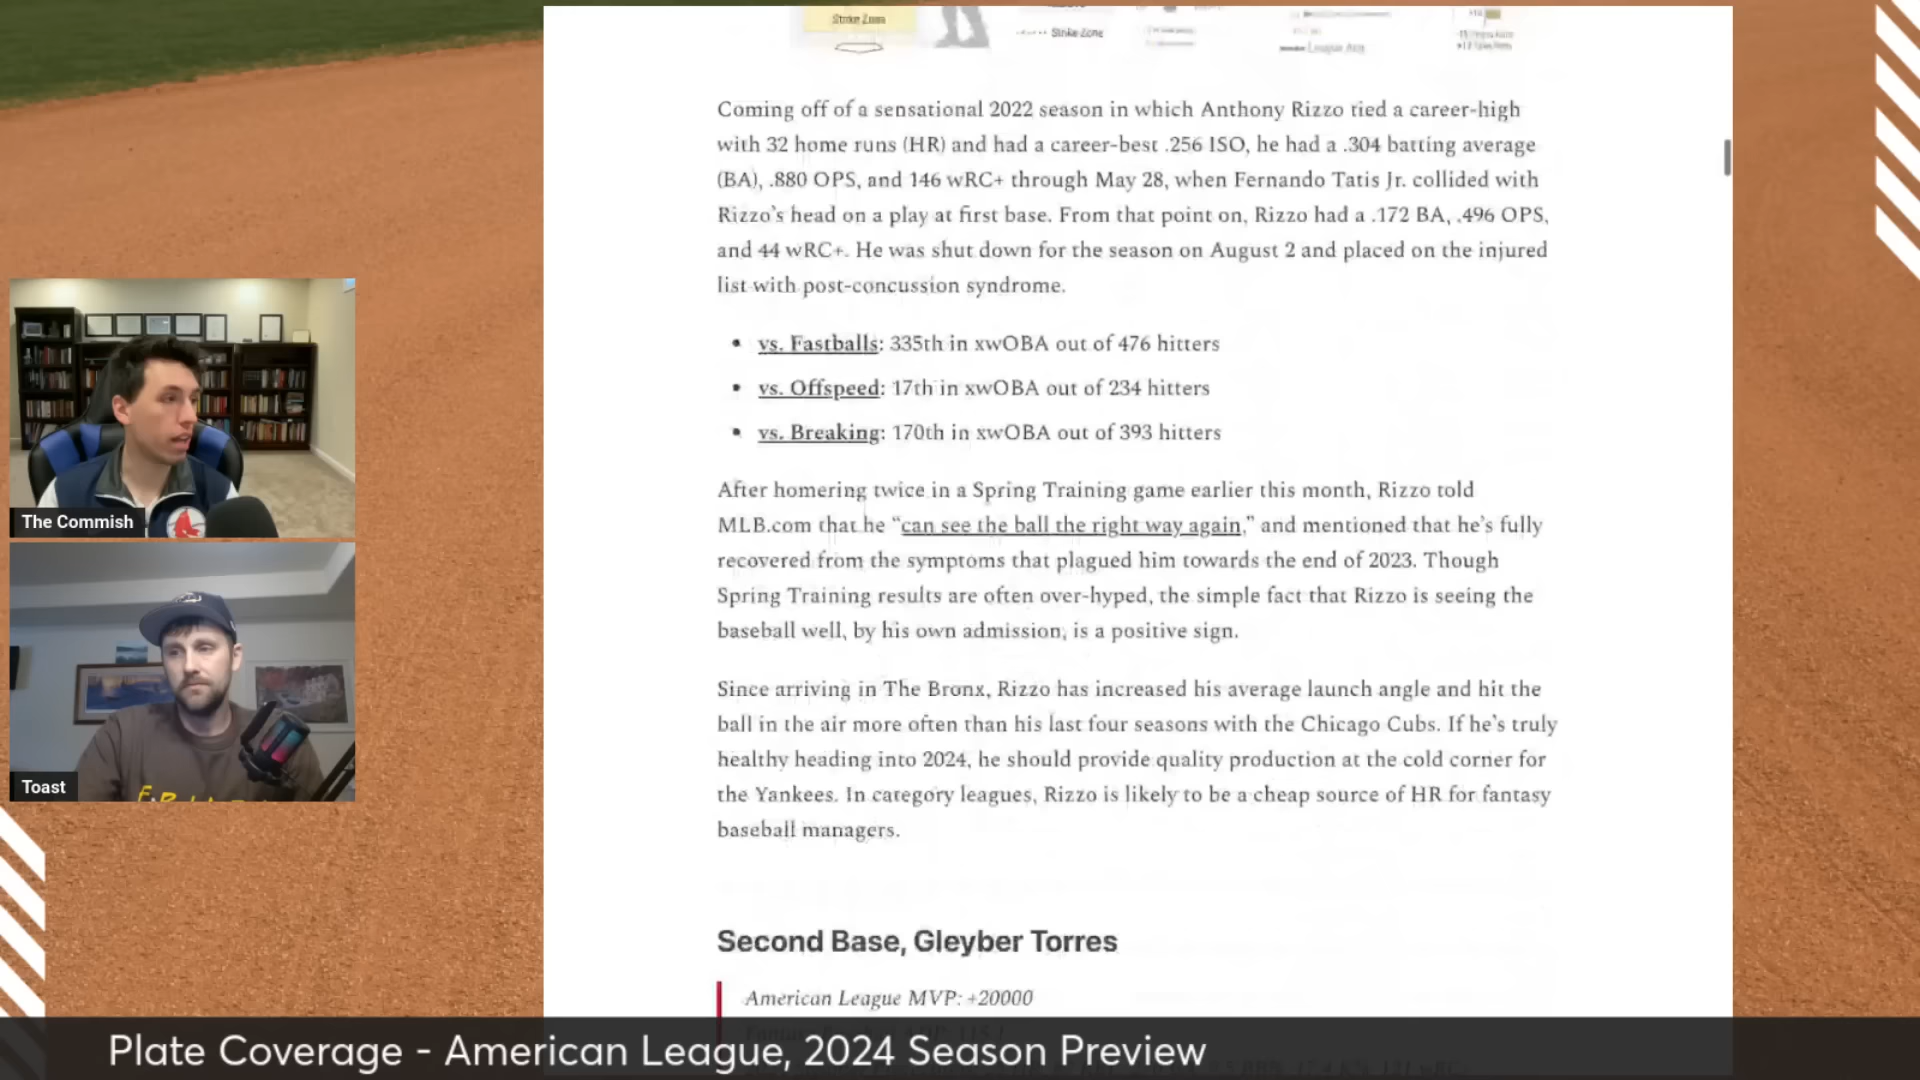 Strike Zone
Strike Zone
League Avg
Coming off of a sensational 2022 season in which Anthony Rizzo tied a career-high
with 32 home runs (HR) and had a career-best .256 ISO, he had a .304 batting average
(BA), .880 OPS, and 146 wRC+ through May 28, when Fernando Tatis Jr. collided with
Rizzo's head on a play at first base. From that point on, Rizzo had a .172 BA, .496 OPS,
and 44 wRC+. He was shut down for the season on August 2 and placed on the injured
list with post-concussion syndrome.
• vs. Fastballs: 335th in xwOBA out of 476 hitters
• vs. Offspeed: 17th in xwOBA out of 234 hitters
• vs. Breaking: 170th in xwOBA out of 393 hitters
After homering twice in a Spring Training game earlier this month, Rizzo told
MLB.com that he “can see the ball the right way again,” and mentioned that he's fully
recovered from the symptoms that plagued him towards the end of 2023. Though
Spring Training results are often over-hyped, the simple fact that Rizzo is seeing the
baseball well, by his own admission, is a positive sign.
Since arriving in The Bronx, Rizzo has increased his average launch angle and hit the
ball in the air more often than his last four seasons with the Chicago Cubs. If he's truly
healthy heading into 2024, he should provide quality production at the cold corner for
the Yankees. In category leagues, Rizzo is likely to be a cheap source of HR for fantasy
baseball managers.
Second Base, Gleyber Torres
American League MVP: +20000
The Commish
Toast
Plate Coverage - American League, 2024 Season Preview